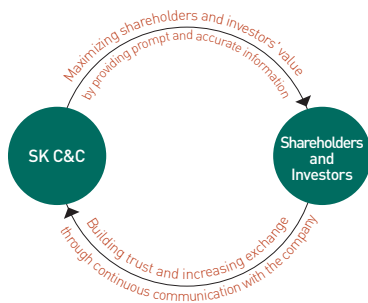 Maximizing shareholders and investors' value
by providing prompt and accurate information
SK C&C
Shareholders
and
Investors
Building trust and increasing exchange
through continuous communication with the company